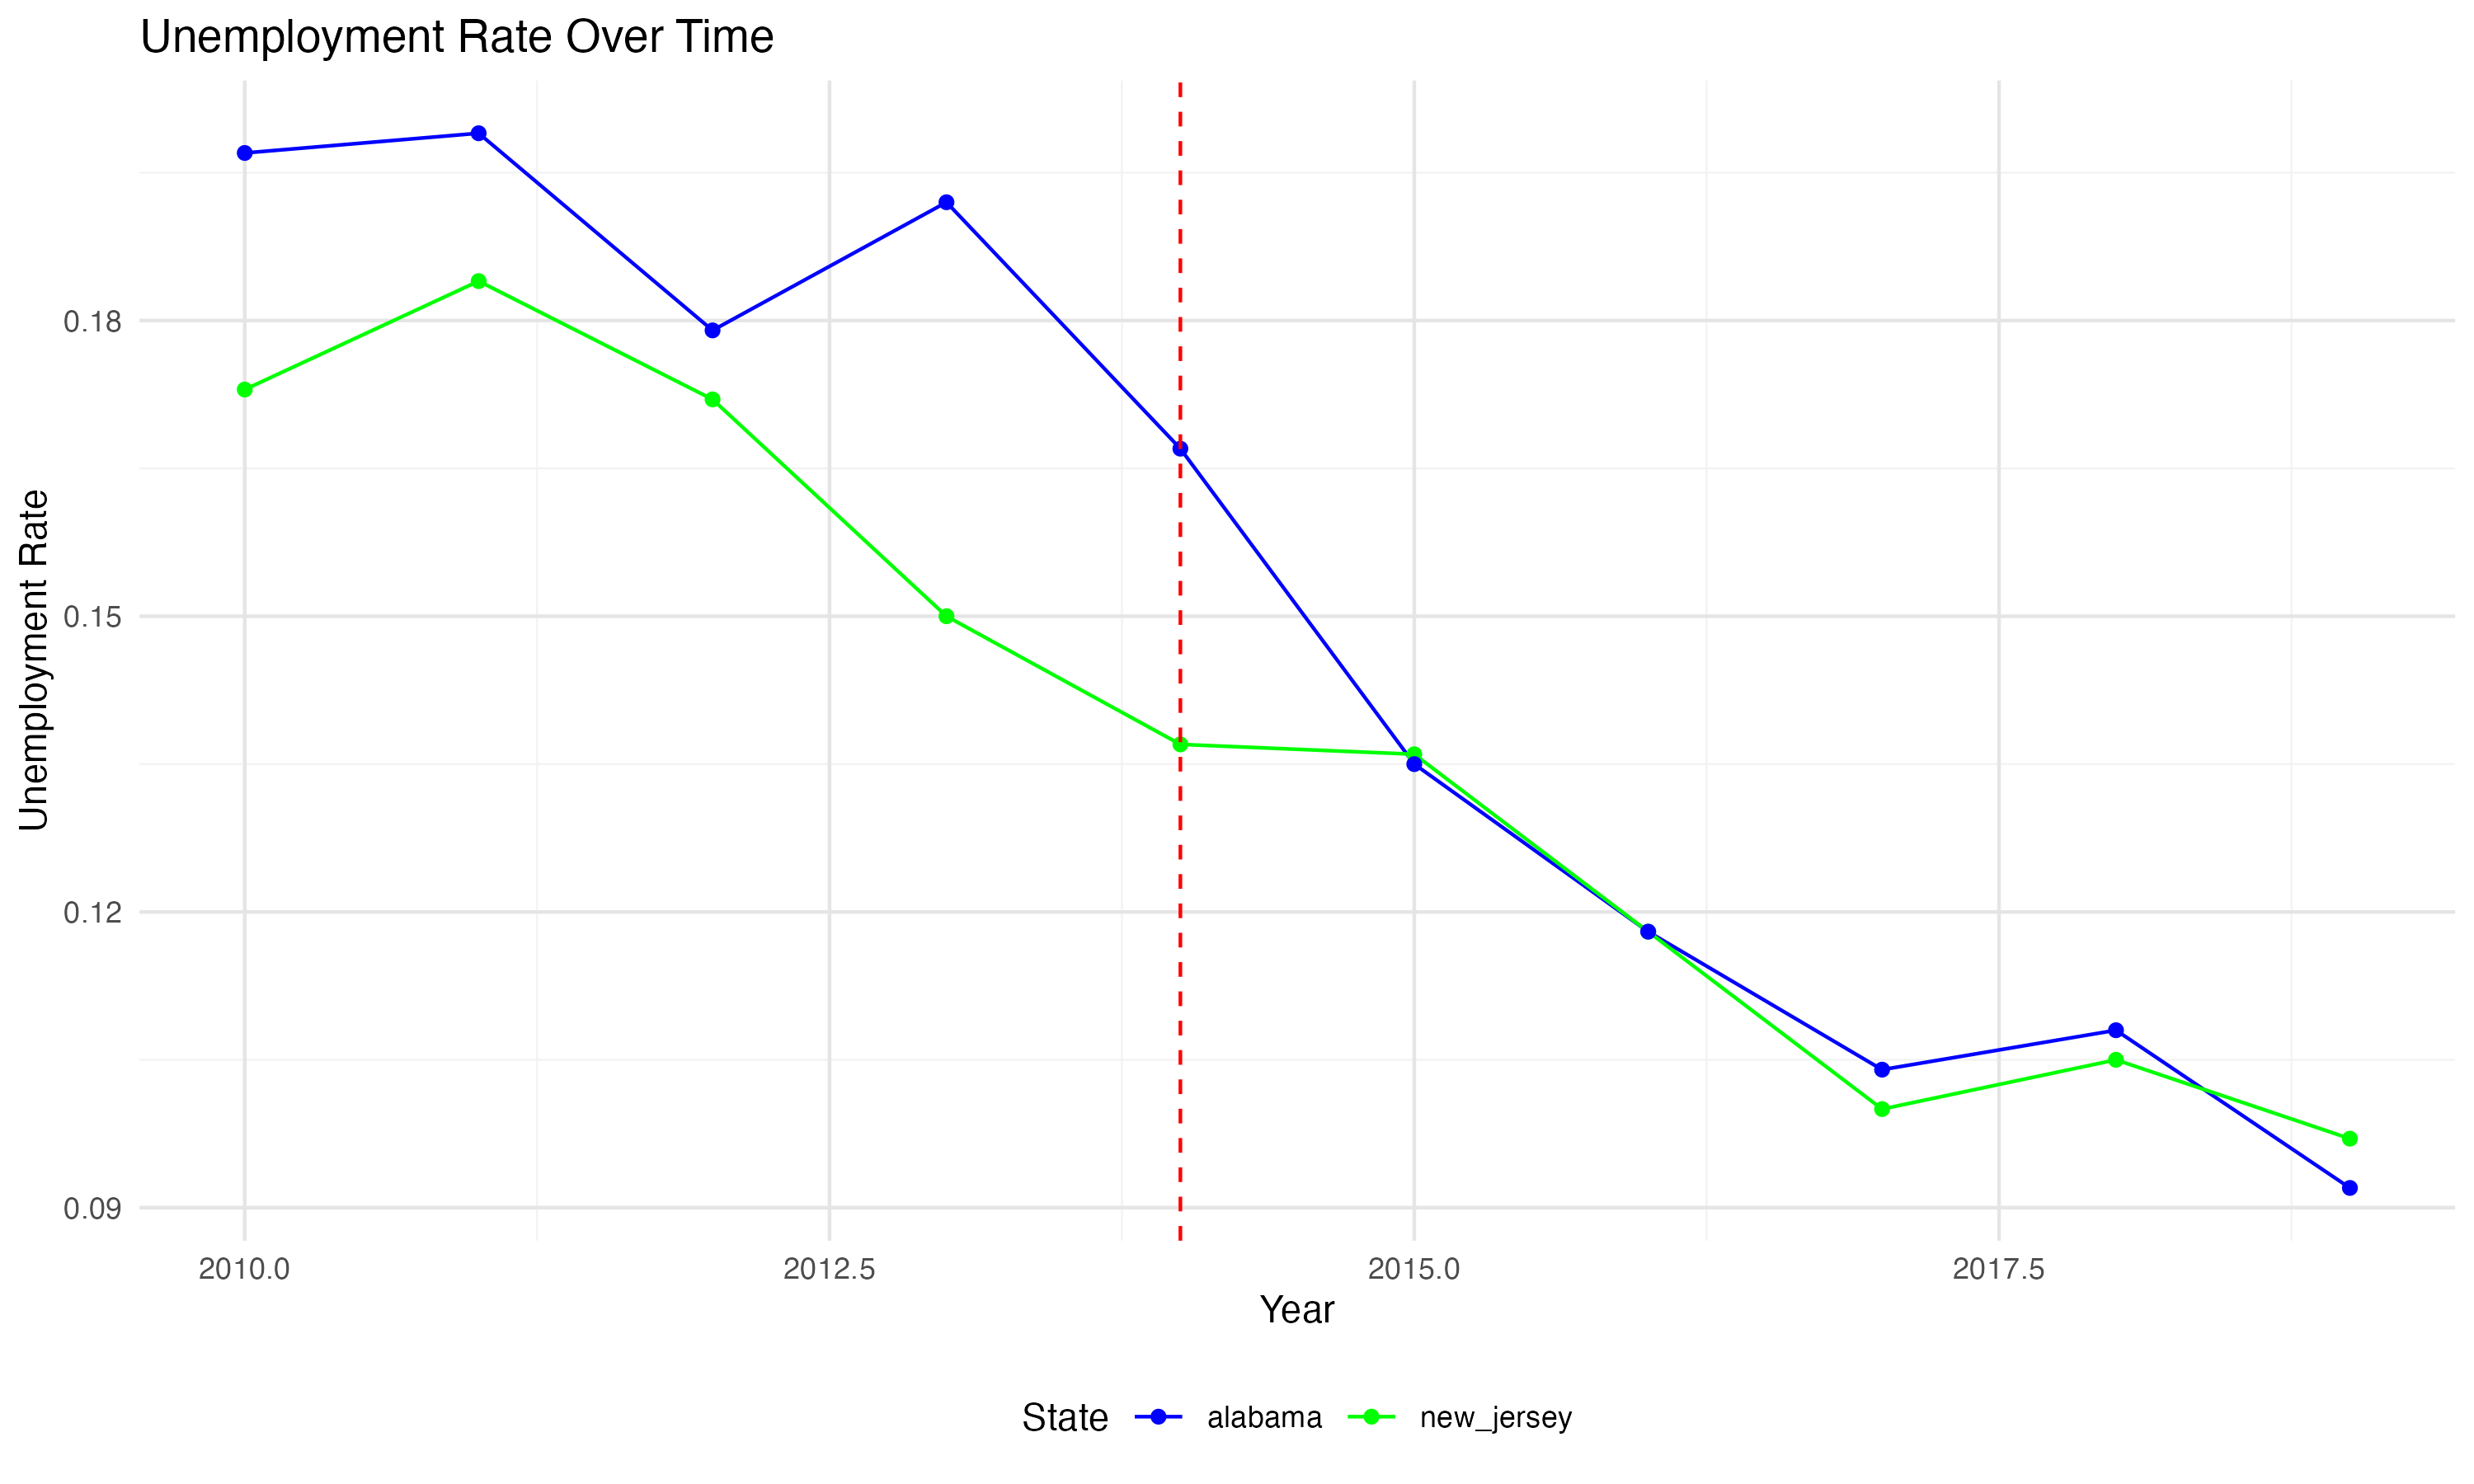 Unemployment Rate Over Time
Unemployment Rate
0.18
0.15
0.12
0.09
2010.0 2012.5 2015.0 2017.5
Year
State alabama new_jersey